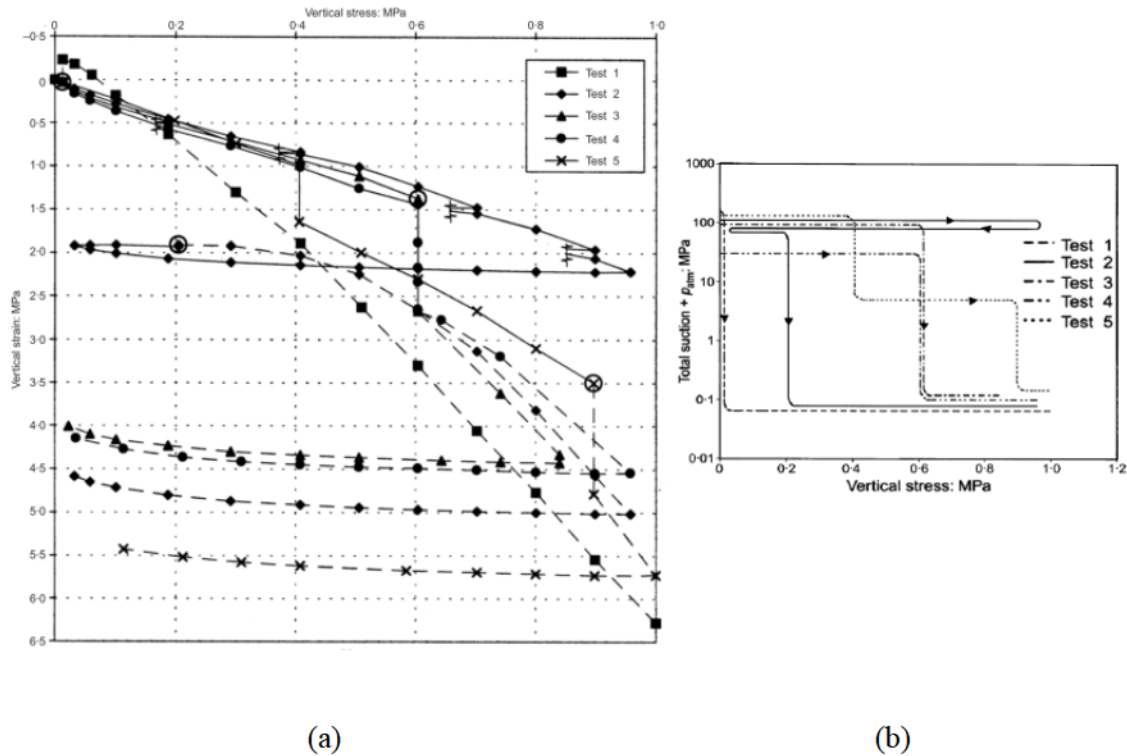 Vertical stress: MPa
0 0·2 0·4 0·6 0·8 1·0
−0·5
0
0·5
1·0
1·5
2·0
2·5
3·0
3·5
4·0
4·5
5·0
5·5
6·0
6·5
Vertical strain: MPa
Test 1
Test 2
Test 3
Test 4
Test 5
(a)
1000
100
10
1
0·1
0·01
Total suction + patm: MPa
0 0·2 0·4 0·6 0·8 1·0 1·2
Vertical stress: MPa
Test 1
Test 2
Test 3
Test 4
Test 5
(b)